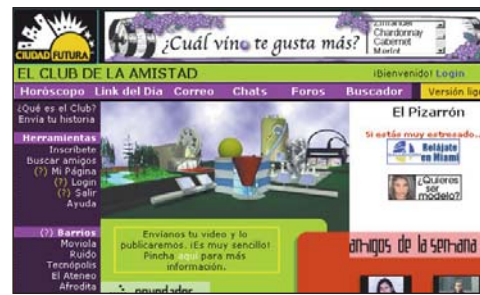 CIUDAD FUTURA
¿Cuál vino te gusta más?
Zinfandel
Chardonnay
Cabernet
Merlot
EL CLUB DE LA AMISTAD
¡Bienvenido! Login
Horóscopo Link del Día Correo Chats Foros Buscador Versión lig
¿Qué es el Club?
Envía tu historia
Herramientas
Inscríbete
Buscar amigos
(?) Mi Página
(?) Login
(?) Salir
Ayuda
(?) Barrios
Moviola
Ruido
Tecnópolis
El Ateneo
Afrodita
Envíanos tu video y lo
publicaremos. ¡Es muy sencillo!
Pincha aquí para más
información.
El Pizarrón
Si estás muy estresado..
Relájate
en Miami
¿Quieres
ser
modelo?
amigos de la semana